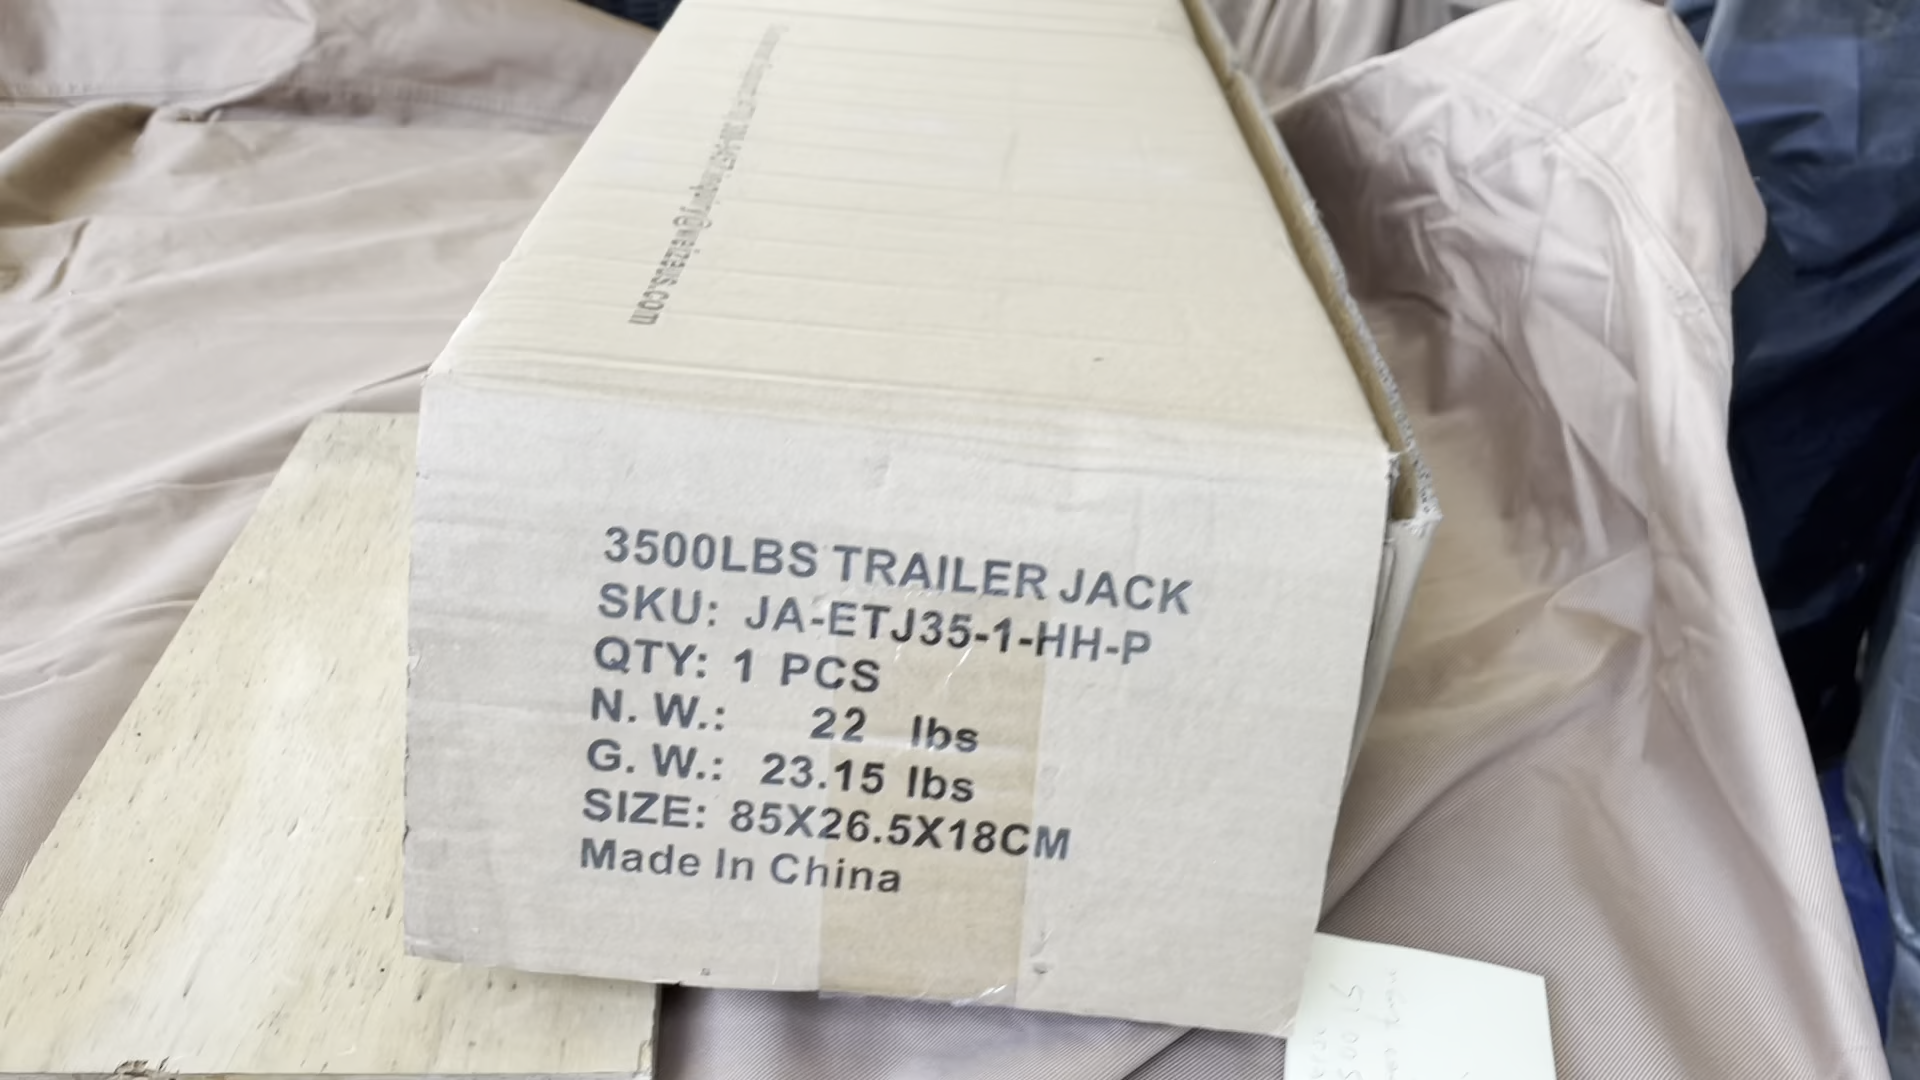 3500LBS TRAILER JACK
SKU: JA-ETJ35-1-HH-P
QTY: 1 PCS
N. W.: 22 lbs
G. W.: 23.15 lbs
SIZE: 85X26.5X18CM
Made In China